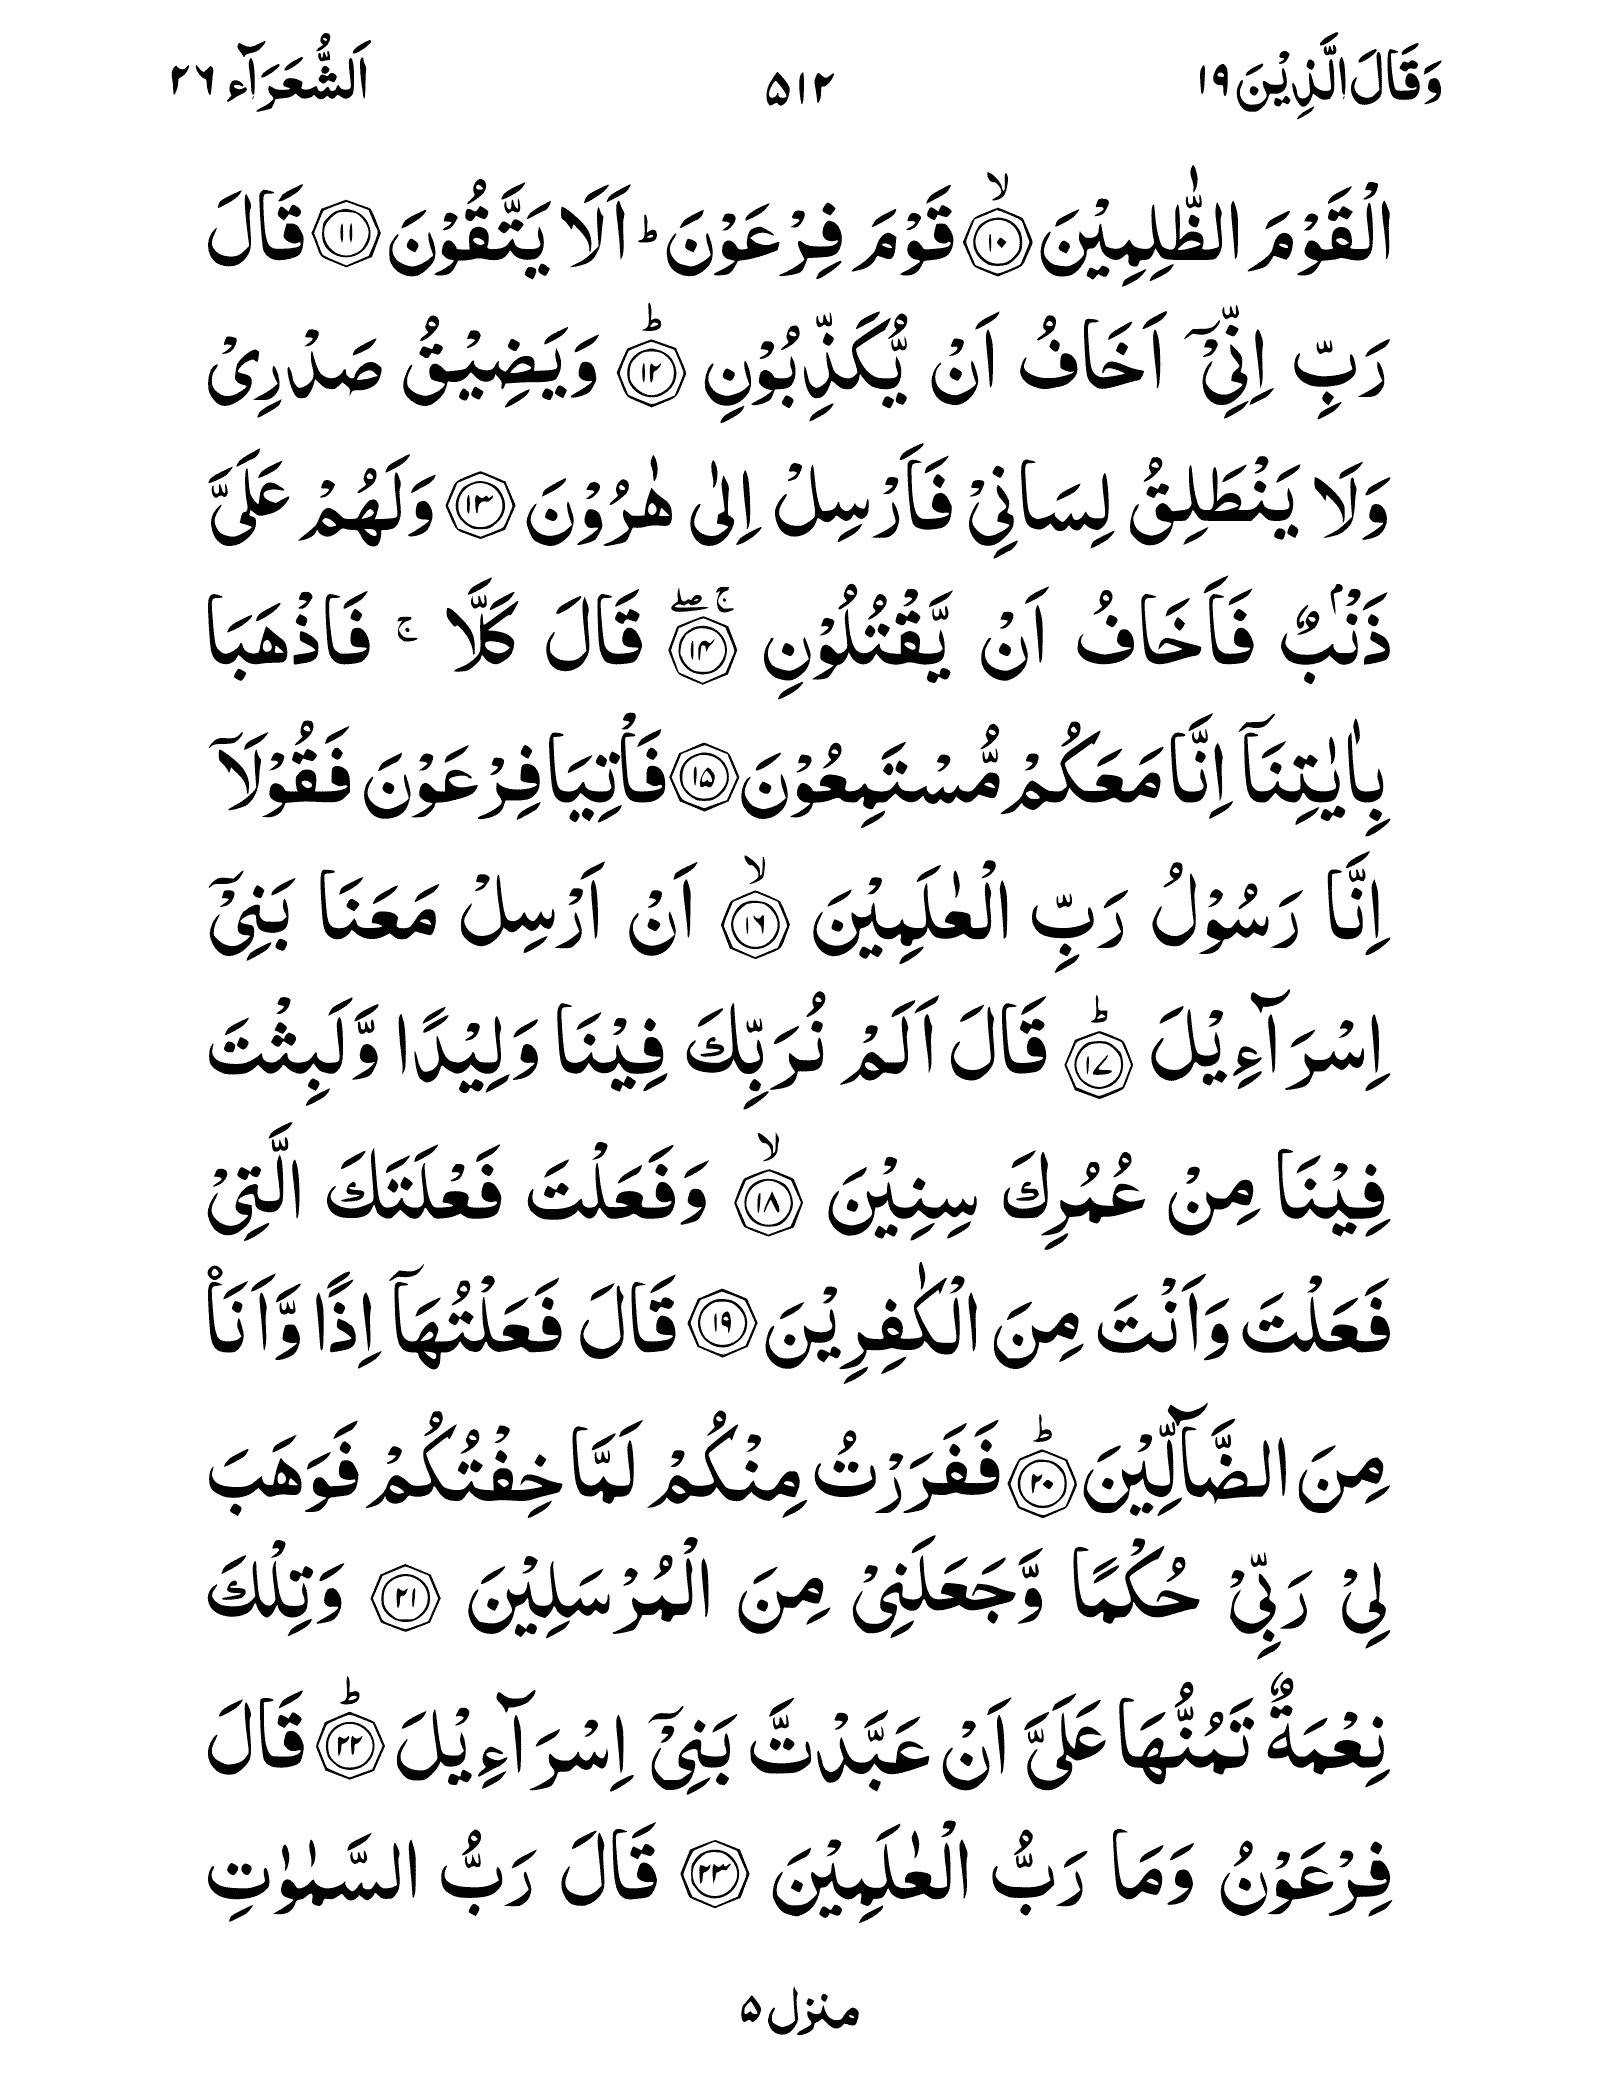 وَقَالَ الَّذِيْنَ ١٩ ٥١٢ اَلشُّعَرَآء ٢٦
الْقَوْمَ الظّٰلِمِيْنَ ۙ‏﴿١٠﴾ قَوْمَ فِرْعَوْنَ‌ؕ اَلَا يَتَّقُوْنَ ﴿١١﴾ قَالَ
رَبِّ اِنِّىْۤ اَخَافُ اَنْ يُّكَذِّبُوْنِؕ ﴿١٢﴾ وَيَضِيْقُ صَدْرِىْ
وَلَا يَنْطَلِقُ لِسَانِىْ فَاَرْسِلْ اِلٰى هٰرُوْنَ ﴿١٣﴾ وَلَهُمْ عَلَىَّ
ذَنْۢبٌ فَاَخَافُ اَنْ يَّقْتُلُوْنِ‌ۚۖ ﴿١٤﴾ قَالَ كَلَّا‌ ۚ فَاذْهَبَا
بِاٰيٰتِنَآ‌ اِنَّا مَعَكُمْ مُّسْتَمِعُوْنَ ﴿١٥﴾ فَاْتِيَا فِرْعَوْنَ فَقُوْلَاۤ
اِنَّا رَسُوْلُ رَبِّ الْعٰلَمِيْنَۙ ﴿١٦﴾ اَنْ اَرْسِلْ مَعَنَا بَنِىْۤ
اِسْرَآءِيْلَؕ ﴿١٧﴾ قَالَ اَلَمْ نُرَبِّكَ فِيْنَا وَلِيْدًا وَّلَبِثْتَ
فِيْنَا مِنْ عُمُرِكَ سِنِيْنَۙ ﴿١٨﴾ وَفَعَلْتَ فَعْلَتَكَ الَّتِىْ
فَعَلْتَ وَاَنْتَ مِنَ الْكٰفِرِيْنَ ﴿١٩﴾ قَالَ فَعَلْتُهَاۤ اِذًا وَّاَنَا۟
مِنَ الضَّآلِّيْنَؕ ﴿٢٠﴾ فَفَرَرْتُ مِنْكُمْ لَمَّا خِفْتُكُمْ فَوَهَبَ
لِىْ رَبِّىْ حُكْمًا وَّجَعَلَنِىْ مِنَ الْمُرْسَلِيْنَ ﴿٢١﴾ وَتِلْكَ
نِعْمَةٌ تَمُنُّهَا عَلَىَّ اَنْ عَبَّدْتَّ بَنِىْۤ اِسْرَآءِيْلَؕ ﴿٢٢﴾ قَالَ
فِرْعَوْنُ وَمَا رَبُّ الْعٰلَمِيْنَ ﴿٢٣﴾ قَالَ رَبُّ السَّمٰوٰتِ
منزل ۵